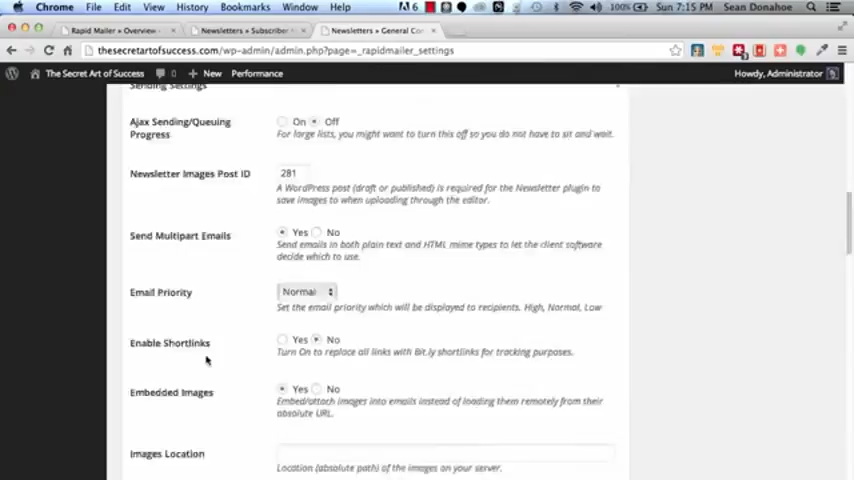 Chrome File Edit View History Bookmarks Window Help 6 100% Sun 7:15 PM Sean Donahoe
Rapid Mailer » Overview Newsletters » Subscriber Newsletters » General Con
thesecretartofsuccess.com/wp-admin/admin.php?page=_rapidmailer_settings
The Secret Art of Success 0 + New Performance Howdy, Administrator
Sending Settings
Ajax Sending/Queuing Progress
On Off
For large lists, you might want to turn this off so you do not have to sit and wait.
Newsletter Images Post ID 281
A WordPress post (draft or published) is required for the Newsletter plugin to
save images to when uploading through the editor.
Send Multipart Emails Yes No
Send emails in both plain text and HTML mime types to let the client software
decide which to use.
Email Priority Normal
Set the email priority which will be displayed to recipients. High, Normal, Low
Enable Shortlinks Yes No
Turn On to replace all links with Bit.ly shortlinks for tracking purposes.
Embedded Images Yes No
Embed/attach images into emails instead of loading them remotely from their
absolute URL.
Images Location
Location (absolute path) of the images on your server.